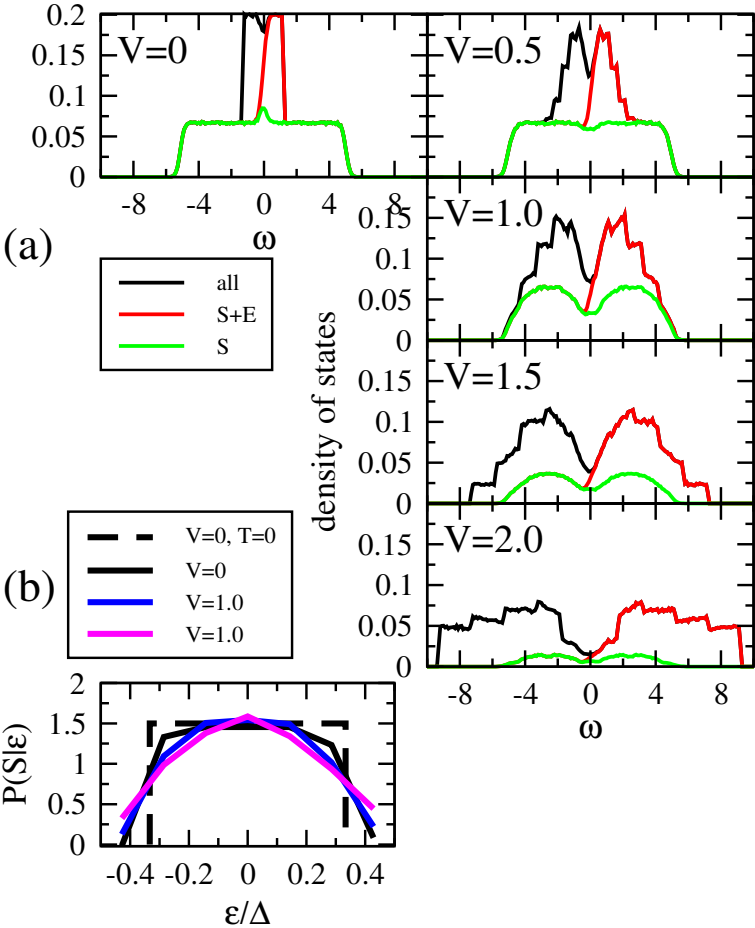 0.2
0.15
0.1
0.05
0
V=0
V=0.5
-8 -4 0 4 8
ω
(a)
all
S+E
S
0.15
0.1
0.05
0
V=1.0
0.15
0.1
0.05
0
V=1.5
density of states
0.15
0.1
0.05
0
V=2.0
-8 -4 0 4 8
ω
(b)
V=0, T=0
V=0
V=1.0
V=1.0
2
1.5
1
0.5
0
P(S|ε)
-0.4 -0.2 0 0.2 0.4
ε/Δ